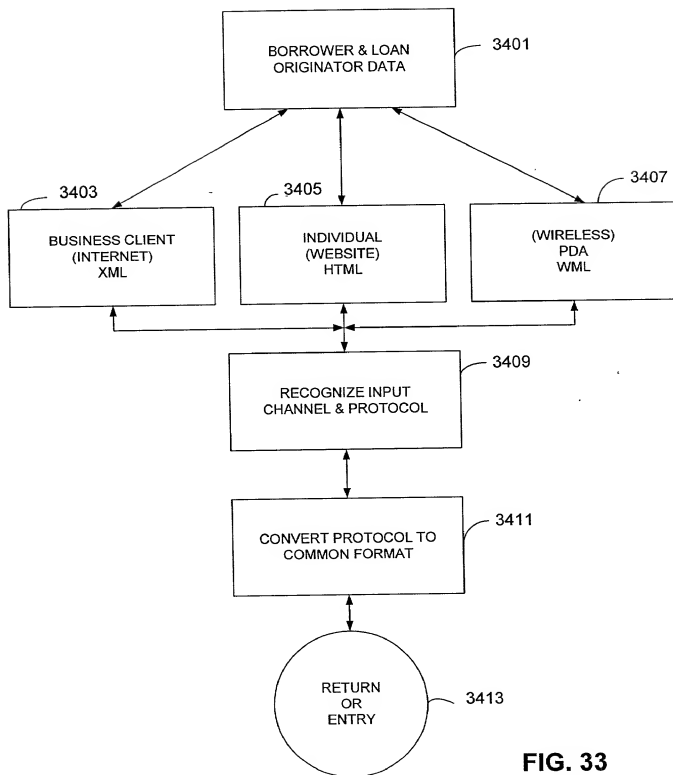 BORROWER & LOAN
ORIGINATOR DATA
3401
3403
BUSINESS CLIENT
(INTERNET)
XML
3405
INDIVIDUAL
(WEBSITE)
HTML
3407
(WIRELESS)
PDA
WML
3409
RECOGNIZE INPUT
CHANNEL & PROTOCOL
3411
CONVERT PROTOCOL TO
COMMON FORMAT
RETURN
OR
ENTRY
3413
FIG. 33